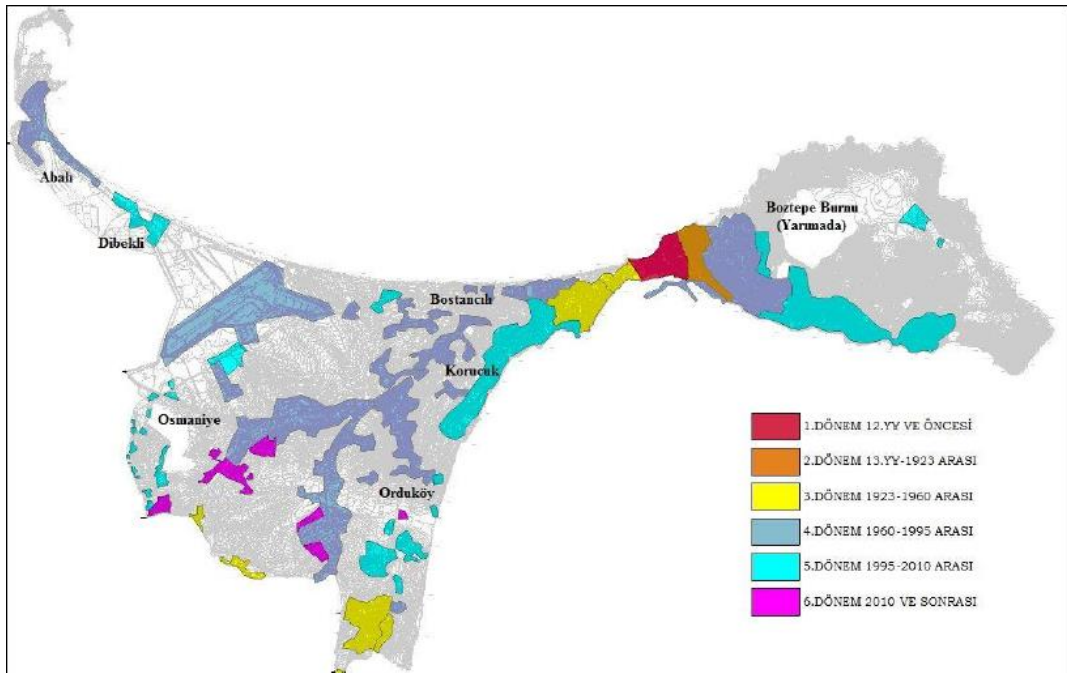 Abalı
Dibekli
Bostancılı
Korucuk
Osmaniye
Orduköy
Boztepe Burnu
(Yarımada)
1.DÖNEM 12.YY VE ÖNCESİ
2.DÖNEM 13.YY-1923 ARASI
3.DÖNEM 1923-1960 ARASI
4.DÖNEM 1960-1995 ARASI
5.DÖNEM 1995-2010 ARASI
6.DÖNEM 2010 VE SONRASI